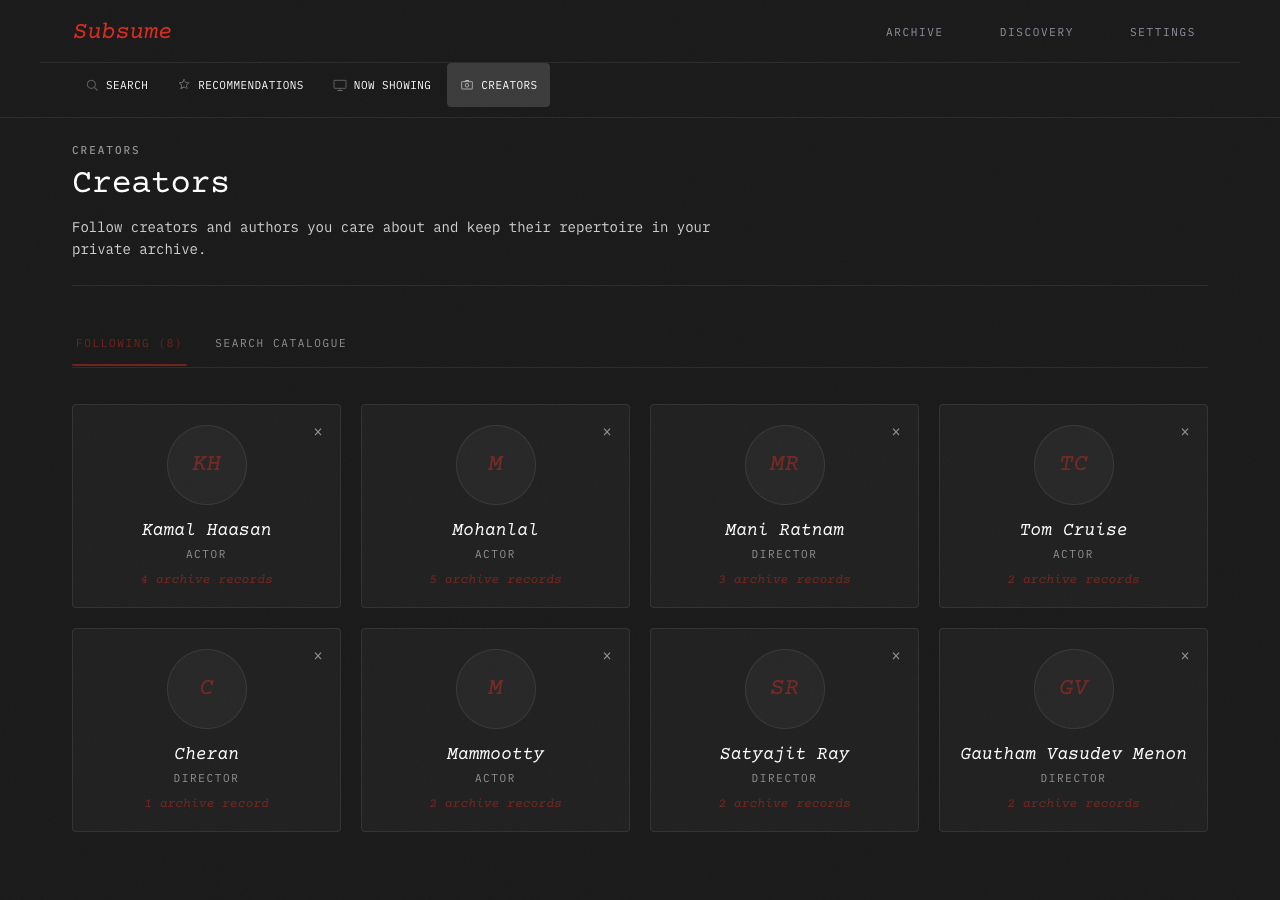 Subsume
ARCHIVE DISCOVERY SETTINGS
SEARCH RECOMMENDATIONS NOW SHOWING CREATORS
CREATORS
Creators
Follow creators and authors you care about and keep their repertoire in your
private archive.
FOLLOWING (8) SEARCH CATALOGUE
× × × ×
KH M MR TC
Kamal Haasan Mohanlal Mani Ratnam Tom Cruise
ACTOR ACTOR DIRECTOR ACTOR
4 archive records 5 archive records 3 archive records 2 archive records
× × × ×
C M SR GV
Cheran Mammootty Satyajit Ray Gautham Vasudev Menon
DIRECTOR ACTOR DIRECTOR DIRECTOR
1 archive record 2 archive records 2 archive records 2 archive records